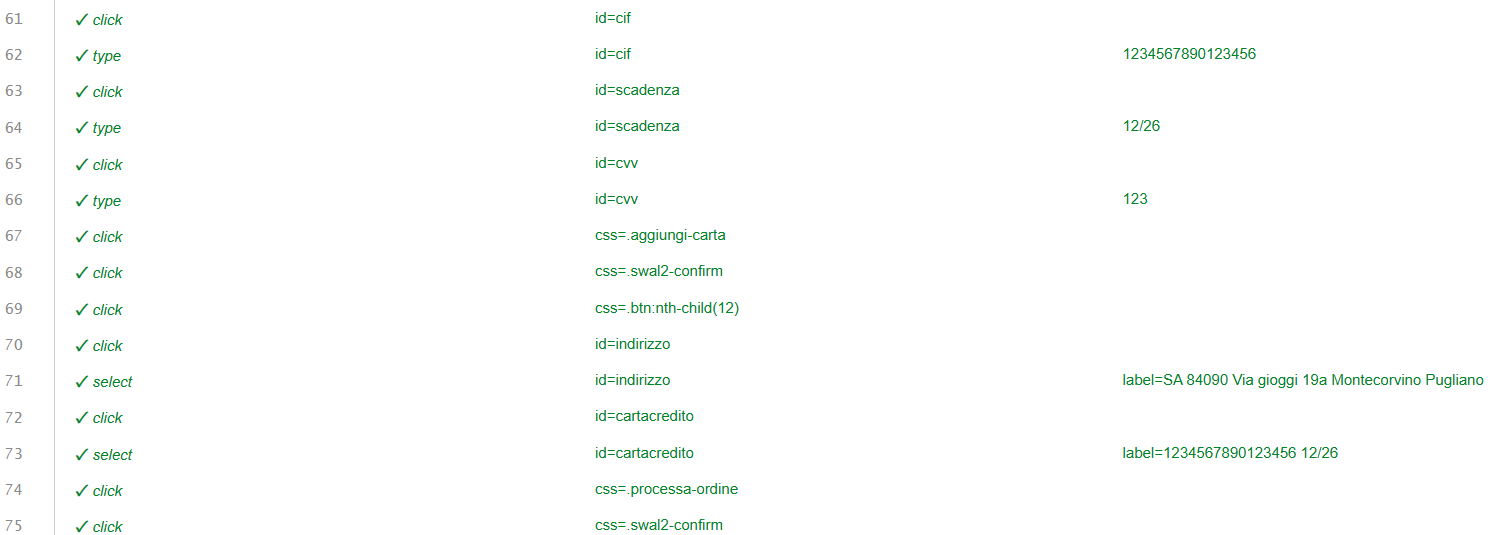 61 ✓ click id=cif
62 ✓ type id=cif 1234567890123456
63 ✓ click id=scadenza
64 ✓ type id=scadenza 12/26
65 ✓ click id=cvv
66 ✓ type id=cvv 123
67 ✓ click css=.aggiungi-carta
68 ✓ click css=.swal2-confirm
69 ✓ click css=.btn:nth-child(12)
70 ✓ click id=indirizzo
71 ✓ select id=indirizzo label=SA 84090 Via gioggi 19a Montecorvino Pugliano
72 ✓ click id=cartacredito
73 ✓ select id=cartacredito label=1234567890123456 12/26
74 ✓ click css=.processa-ordine
75 ✓ click css=.swal2-confirm